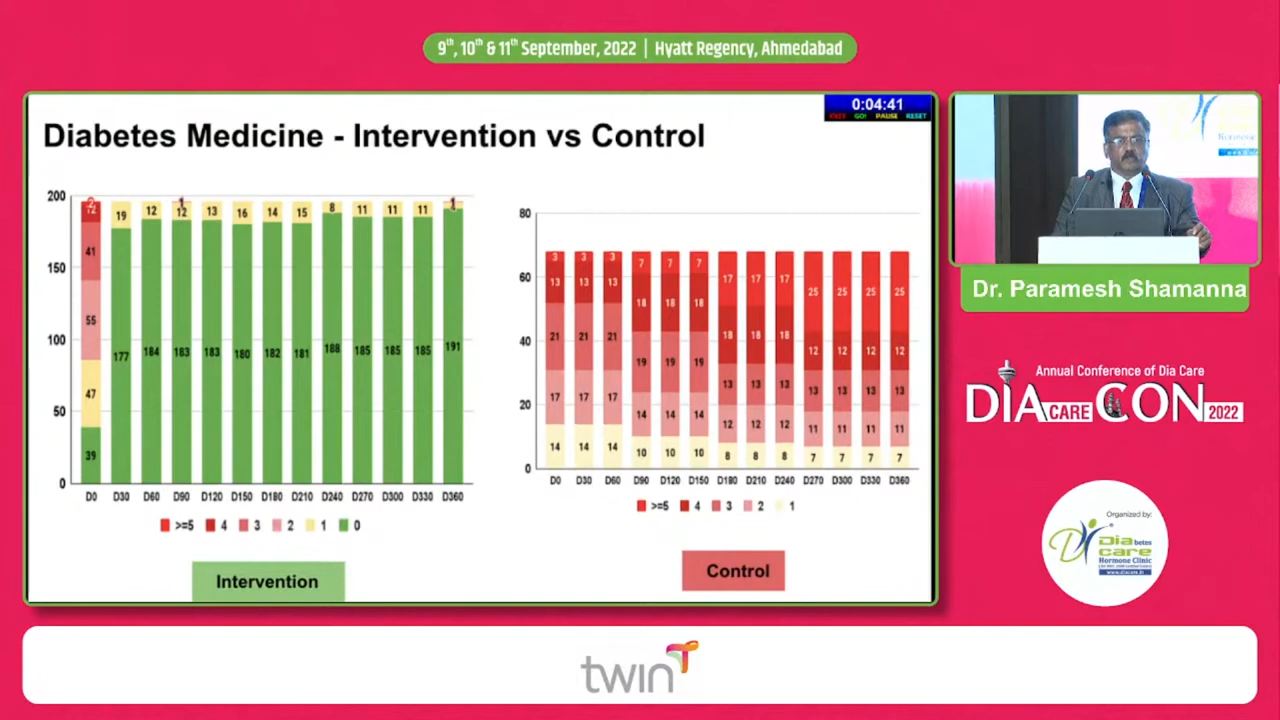 9th, 10th & 11th September, 2022 | Hyatt Regency, Ahmedabad
0:04:41
EXIT GO! PAUSE RESET
Diabetes Medicine - Intervention vs Control
200
150
100
50
0
2
12
41
55
47
39
19
177
12
184
1
12
183
13
183
16
180
14
182
15
181
8
188
11
185
11
185
11
185
1
191
D0 D30 D60 D90 D120 D150 D180 D210 D240 D270 D300 D330 D360
>=5 4 3 2 1 0
Intervention
80
60
40
20
0
3 3 3 7 7 7 17 17 17 25 25 25 25
13 13 13 18 18 18 18 18 18 12 12 12 12
21 21 21 19 19 19 13 13 13 13 13 13 13
17 17 17 14 14 14 12 12 12 11 11 11 11
14 14 14 10 10 10 8 8 8 7 7 7 7
D0 D30 D60 D90 D120 D150 D180 D210 D240 D270 D300 D330 D360
>=5 4 3 2 1
Control
Dr. Paramesh Shamanna
Annual Conference of Dia Care
DIA CARE CON 2022
Organized by:
Diabetes
care
Hormone Clinic
www.diacare.in
twin